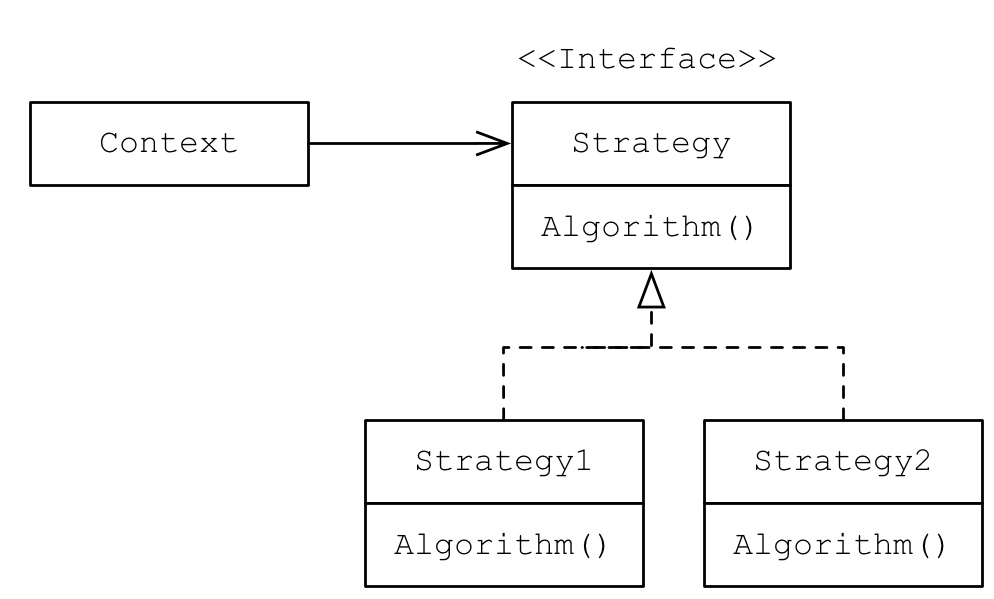 <<Interface>>
Context
Strategy
Algorithm()
Strategy1
Strategy2
Algorithm()
Algorithm()